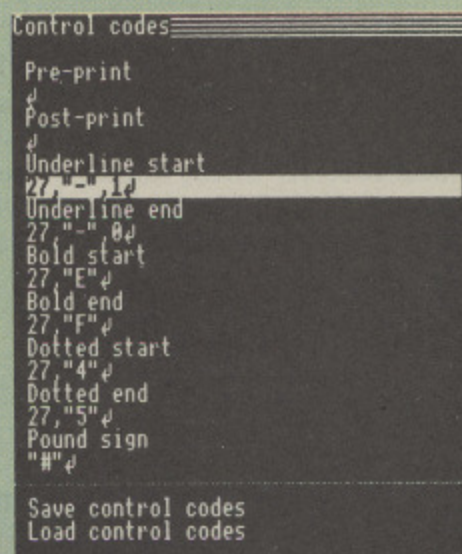 Control codes
Pre-print
↲
Post-print
↲
Underline start
27,"-",1↲
Underline end
27,"-",0↲
Bold start
27,"E"↲
Bold end
27,"F"↲
Dotted start
27,"4"↲
Dotted end
27,"5"↲
Pound sign
"#"↲
Save control codes
Load control codes